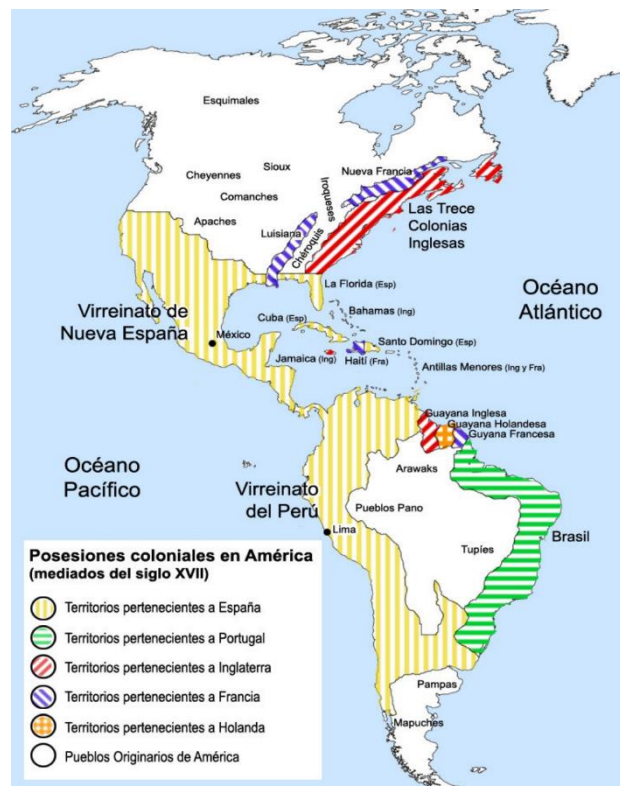 Esquimales
Sioux
Cheyennes
Comanches
Apaches
Iroqueses
Nueva Francia
Las Trece
Colonias
Inglesas
Luisiana
Chéroquis
La Florida (Esp)
Océano
Atlántico
Virreinato de
Nueva España
México
Cuba (Esp)
Bahamas (Ing)
Santo Domingo (Esp)
Jamaica (Ing)
Haití (Fra)
Antillas Menores (Ing y Fra)
Guayana Inglesa
Guayana Holandesa
Guyana Francesa
Océano
Pacífico
Arawaks
Virreinato
del Perú
Pueblos Pano
Lima
Tupíes
Brasil
Pampas
Mapuches
Posesiones coloniales en América
(mediados del siglo XVII)
Territorios pertenecientes a España
Territorios pertenecientes a Portugal
Territorios pertenecientes a Inglaterra
Territorios pertenecientes a Francia
Territorios pertenecientes a Holanda
Pueblos Originarios de América